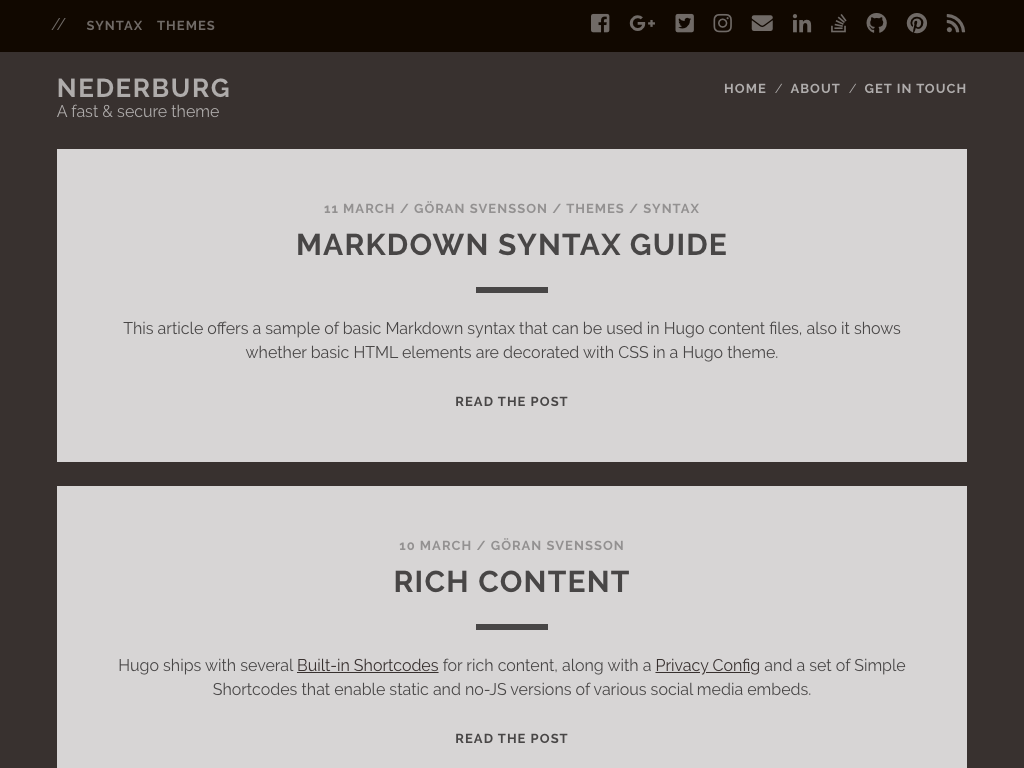 // SYNTAX THEMES
NEDERBURG
A fast & secure theme
HOME / ABOUT / GET IN TOUCH
11 MARCH / GÖRAN SVENSSON / THEMES / SYNTAX
MARKDOWN SYNTAX GUIDE
This article offers a sample of basic Markdown syntax that can be used in Hugo content files, also it shows
whether basic HTML elements are decorated with CSS in a Hugo theme.
READ THE POST
10 MARCH / GÖRAN SVENSSON
RICH CONTENT
Hugo ships with several Built-in Shortcodes for rich content, along with a Privacy Config and a set of Simple
Shortcodes that enable static and no-JS versions of various social media embeds.
READ THE POST